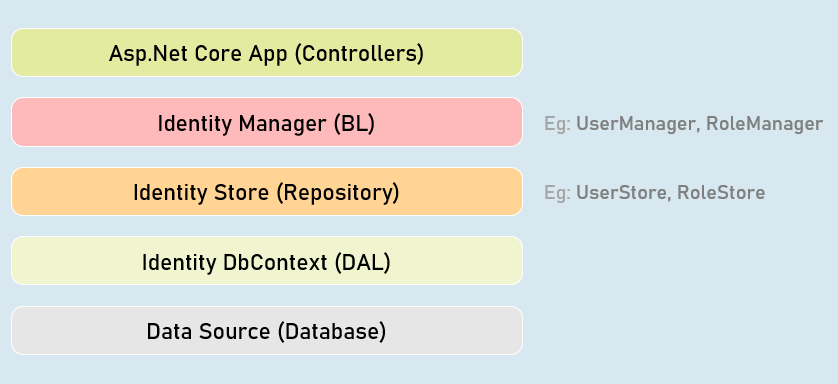 Asp.Net Core App (Controllers)
Identity Manager (BL)
Eg: UserManager, RoleManager
Identity Store (Repository)
Eg: UserStore, RoleStore
Identity DbContext (DAL)
Data Source (Database)